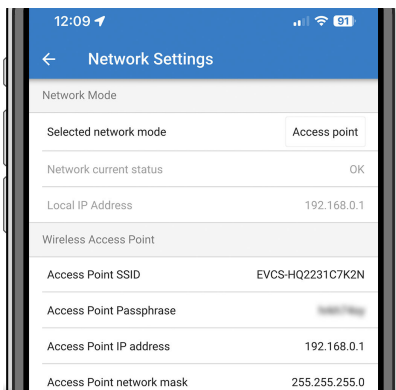 12:09
91
Network Settings
Network Mode
Selected network mode Access point
Network current status OK
Local IP Address 192.168.0.1
Wireless Access Point
Access Point SSID EVCS-HQ2231C7K2N
Access Point Passphrase
Access Point IP address 192.168.0.1
Access Point network mask 255.255.255.0